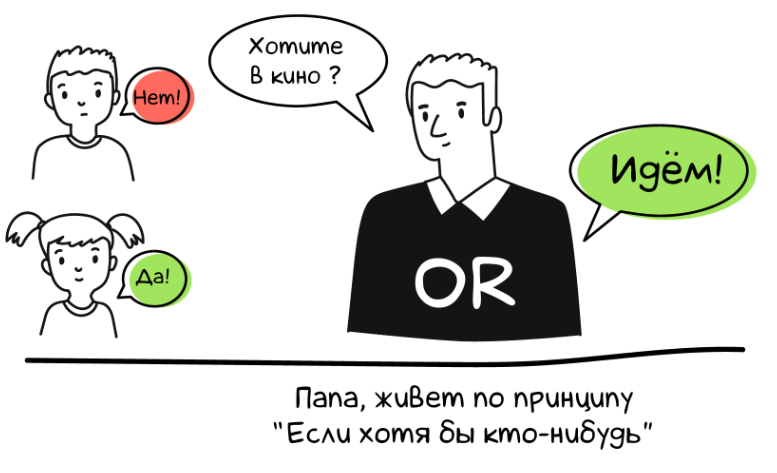 Хотите
в кино ?
Нет!
Идём!
Да!
OR
Папа, живет по принципу
"Если хотя бы кто-нибудь"